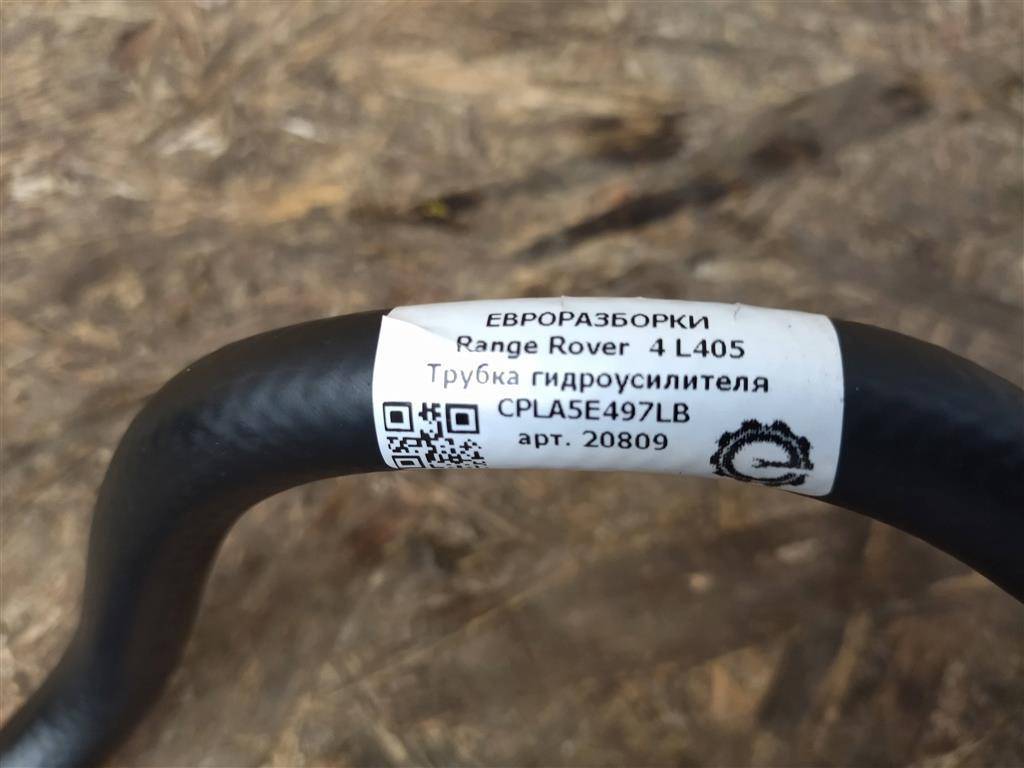 ЕВРОРАЗБОРКИ
Range Rover 4 L405
Трубка гидроусилителя
CPLA5E497LB
арт. 20809